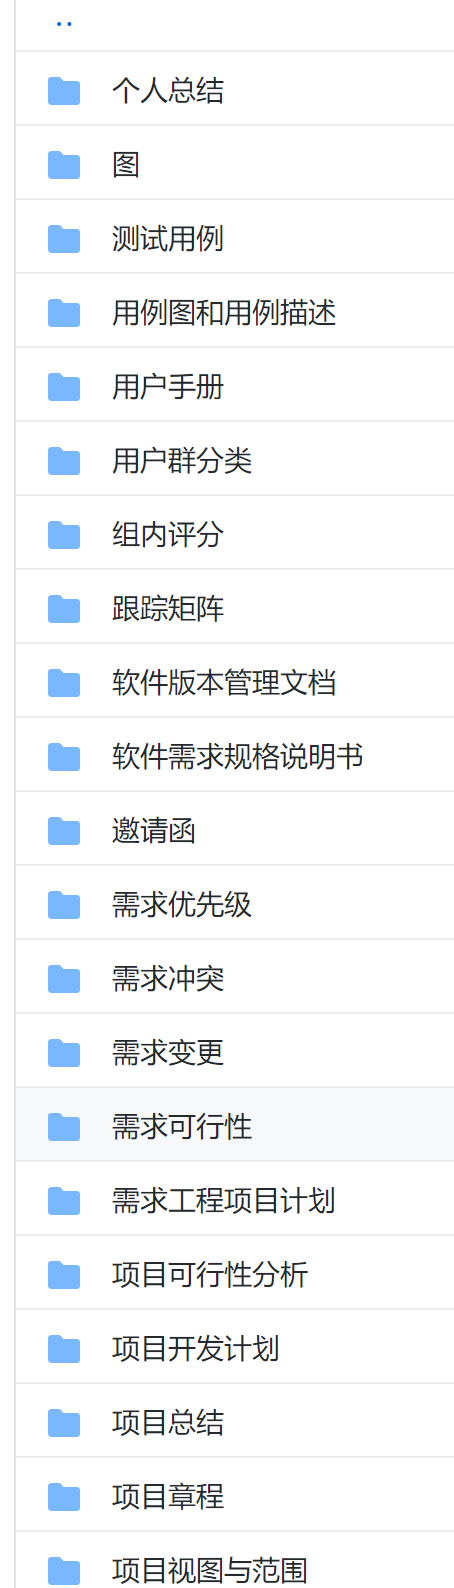 ..
个人总结
图
测试用例
用例图和用例描述
用户手册
用户群分类
组内评分
跟踪矩阵
软件版本管理文档
软件需求规格说明书
邀请函
需求优先级
需求冲突
需求变更
需求可行性
需求工程项目计划
项目可行性分析
项目开发计划
项目总结
项目章程
项目视图与范围